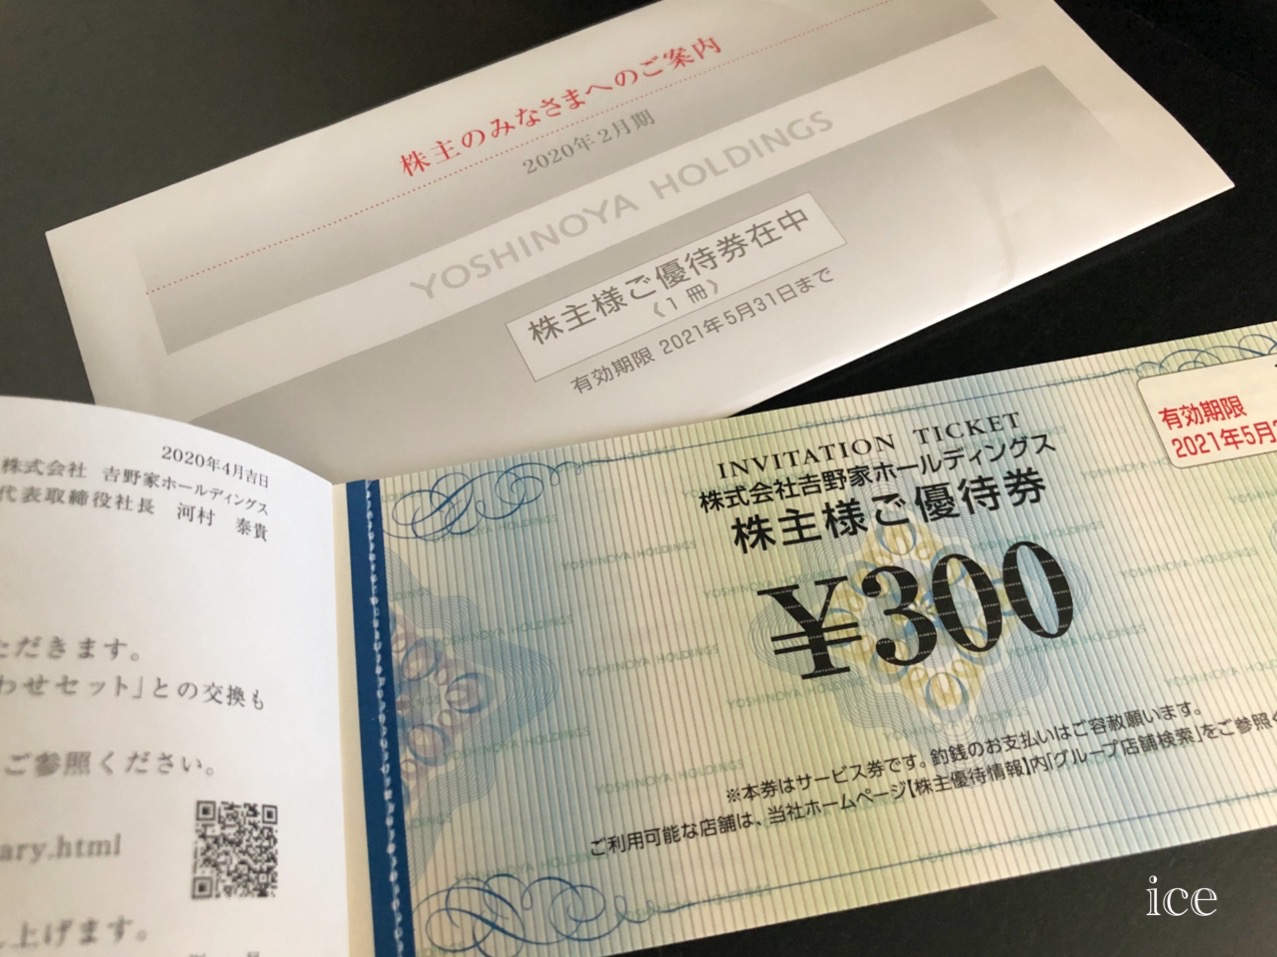 株主のみなさまへのご案内
2020年2月期
YOSHINOYA HOLDINGS
株主様ご優待券在中
《1 冊》
有効期限 2021年5月31日まで
2020年4月吉日
株式会社 𠮷野家ホールディングス
代表取締役社長 河村 泰貴
ただきます。
わせセット」との交換も
ご参照ください。
ary.html
上げます。
有効期限
2021年5月
INVITATION TICKET
株式会社𠮷野家ホールディングス
株主様ご優待券
¥300
※本券はサービス券です。釣銭のお支払いはご容赦願います。
ご利用可能な店舗は、当社ホームページ【株主優待情報】内「グループ店舗検索」をご参照く
YOSHINOYA HOLDINGS
ice